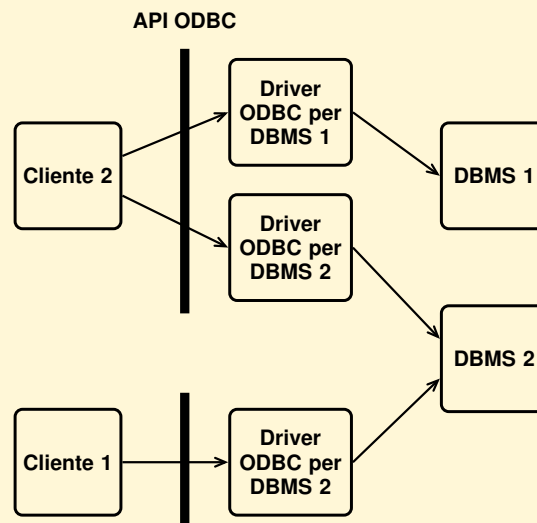 API ODBC
Driver
ODBC per
DBMS 1
Cliente 2
DBMS 1
Driver
ODBC per
DBMS 2
DBMS 2
Cliente 1
Driver
ODBC per
DBMS 2